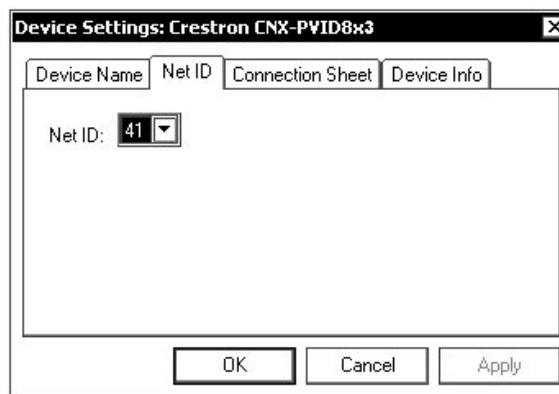 Device Settings: Crestron CNX-PVID8x3
Device Name Net ID Connection Sheet Device Info
Net ID: 41
OK Cancel Apply